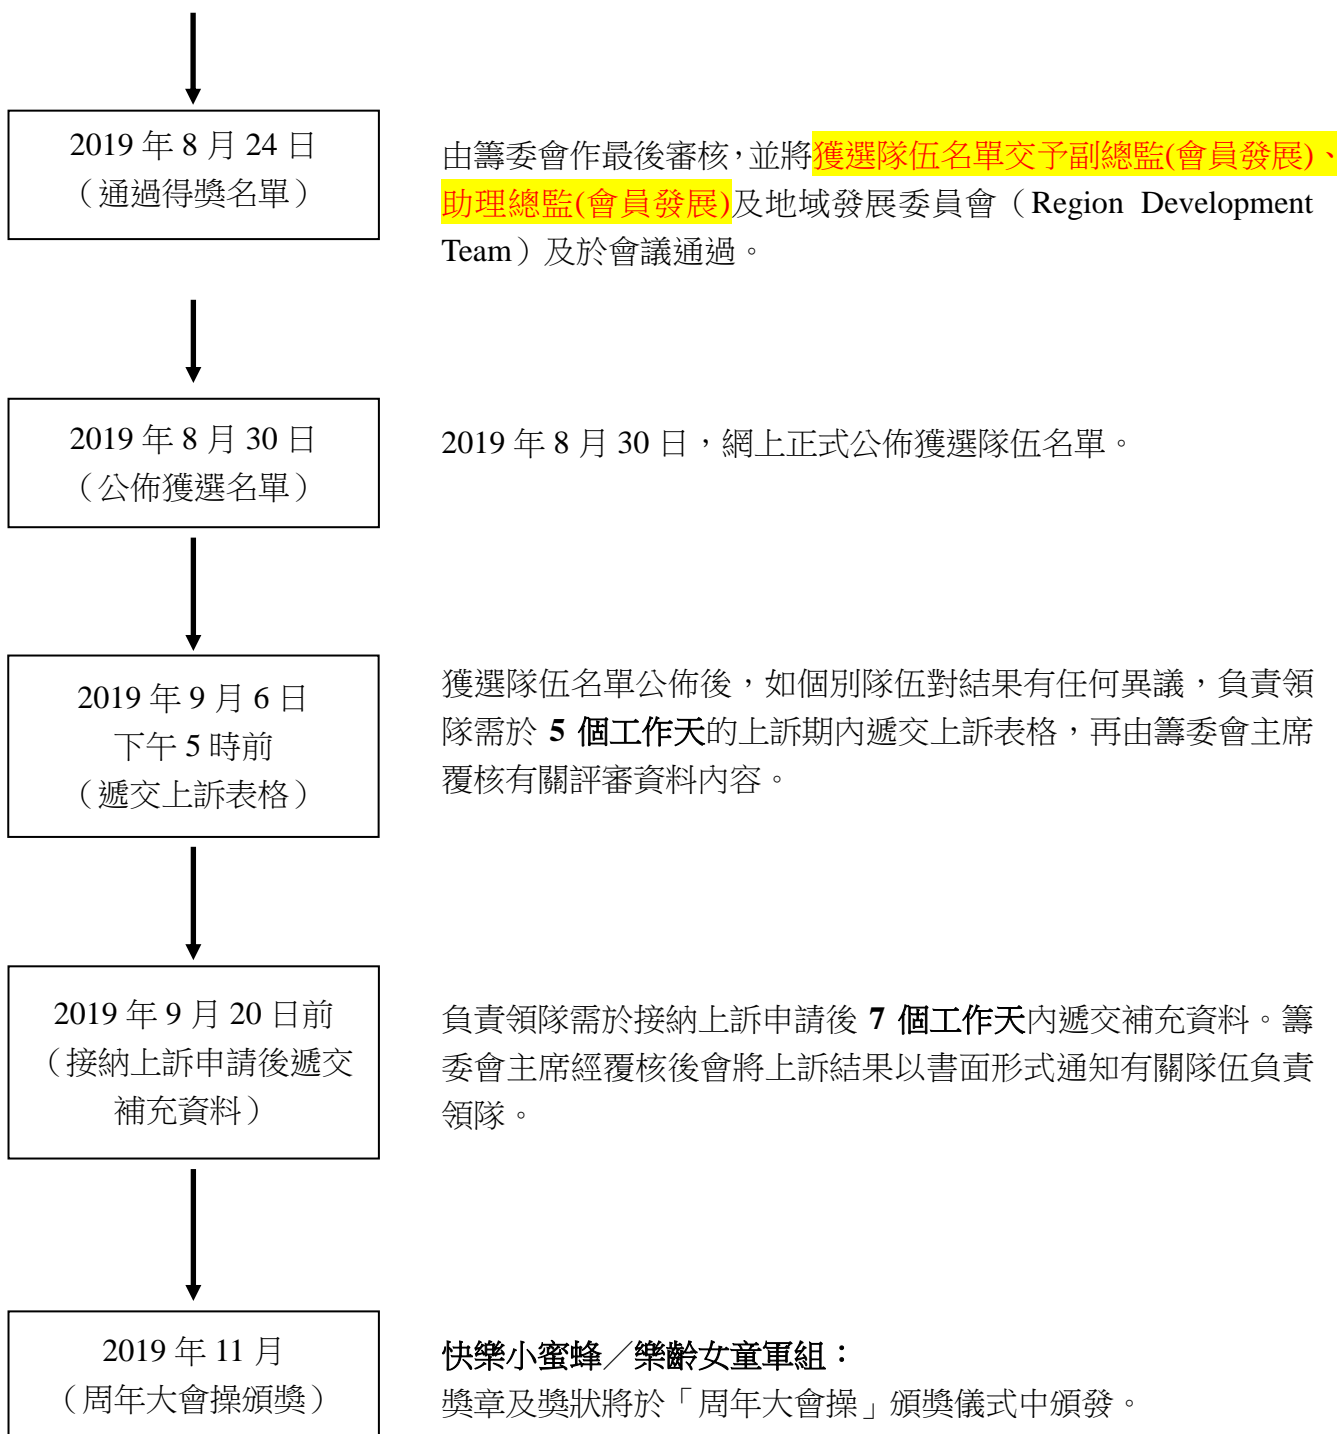 2019 年 8 月 24 日
（通過得獎名單）
由籌委會作最後審核，並將獲選隊伍名單交予副總監(會員發展)、
助理總監(會員發展)及地域發展委員會（Region Development
Team）及於會議通過。
2019 年 8 月 30 日
（公佈獲選名單）
2019 年 8 月 30 日，網上正式公佈獲選隊伍名單。
2019 年 9 月 6 日
下午 5 時前
（遞交上訴表格）
獲選隊伍名單公佈後，如個別隊伍對結果有任何異議，負責領
隊需於 5 個工作天的上訴期內遞交上訴表格，再由籌委會主席
覆核有關評審資料內容。
2019 年 9 月 20 日前
（接納上訴申請後遞交
補充資料）
負責領隊需於接納上訴申請後 7 個工作天內遞交補充資料。籌
委會主席經覆核後會將上訴結果以書面形式通知有關隊伍負責
領隊。
2019 年 11 月
（周年大會操頒獎）
快樂小蜜蜂／樂齡女童軍組：
獎章及獎狀將於「周年大會操」頒獎儀式中頒發。